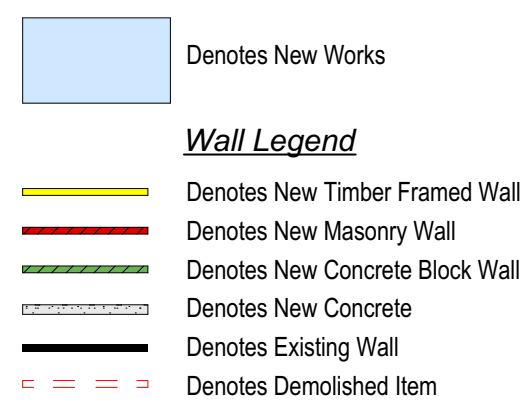 Denotes New Works
Wall Legend
Denotes New Timber Framed Wall
Denotes New Masonry Wall
Denotes New Concrete Block Wall
Denotes New Concrete
Denotes Existing Wall
Denotes Demolished Item